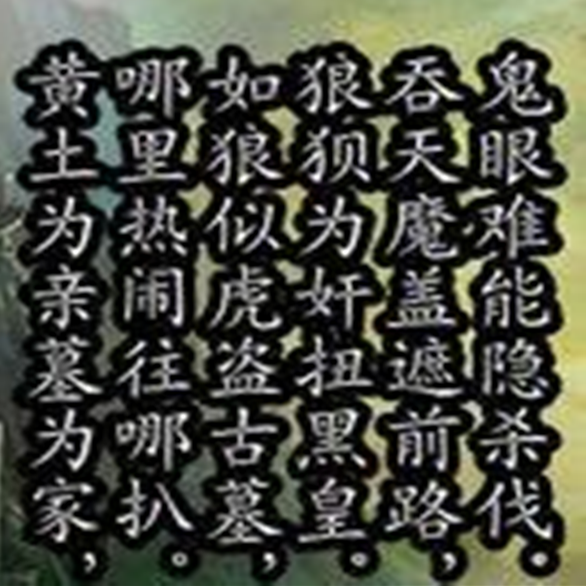 黄土为亲墓为家，
哪里热闹往哪扒。
如狼似虎盗古墓，
狼狈为奸扭黑皇。
吞天魔盖遮前路，
鬼眼难能隐杀伐。